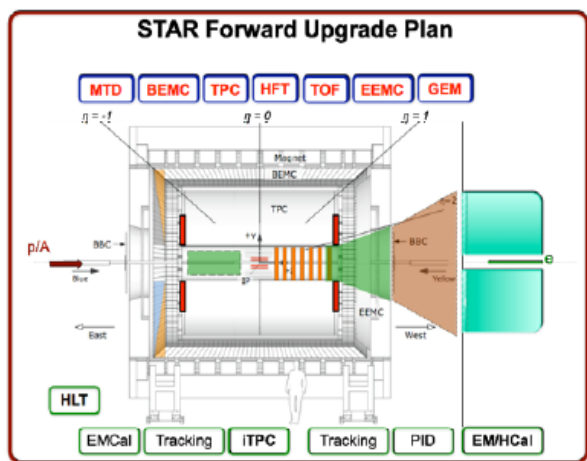 STAR Forward Upgrade Plan
MTD BEMC TPC HFT TOF EEMC GEM
η= -1 η= 0 η= 1
Magnet
BEMC
TPC
η=2
p/A BBC +Y BBC e
Blue Yellow
EEMC
East West
HLT
EMCal Tracking iTPC Tracking PID EM/HCal